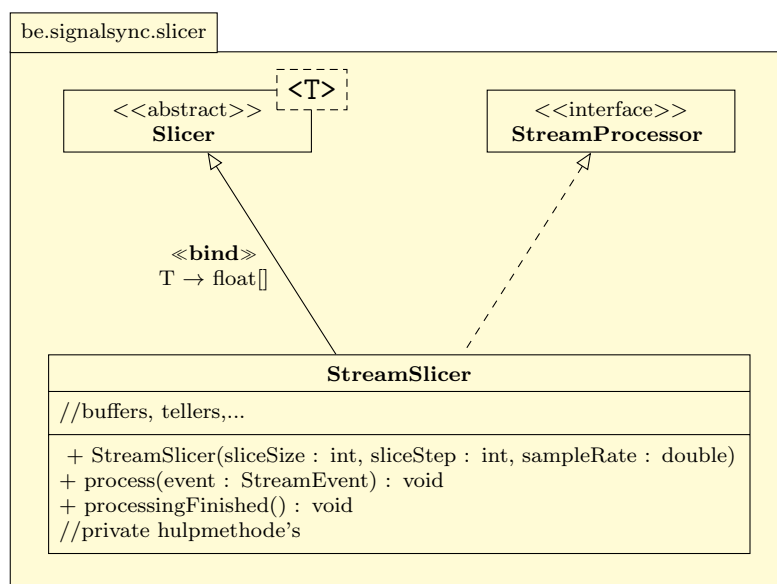 be.signalsync.slicer
<T>
<<abstract>>
Slicer
<<interface>>
StreamProcessor
≪bind≫
T → float[]
StreamSlicer
//buffers, tellers,...
+ StreamSlicer(sliceSize : int, sliceStep : int, sampleRate : double)
+ process(event : StreamEvent) : void
+ processingFinished() : void
//private hulpmethode's